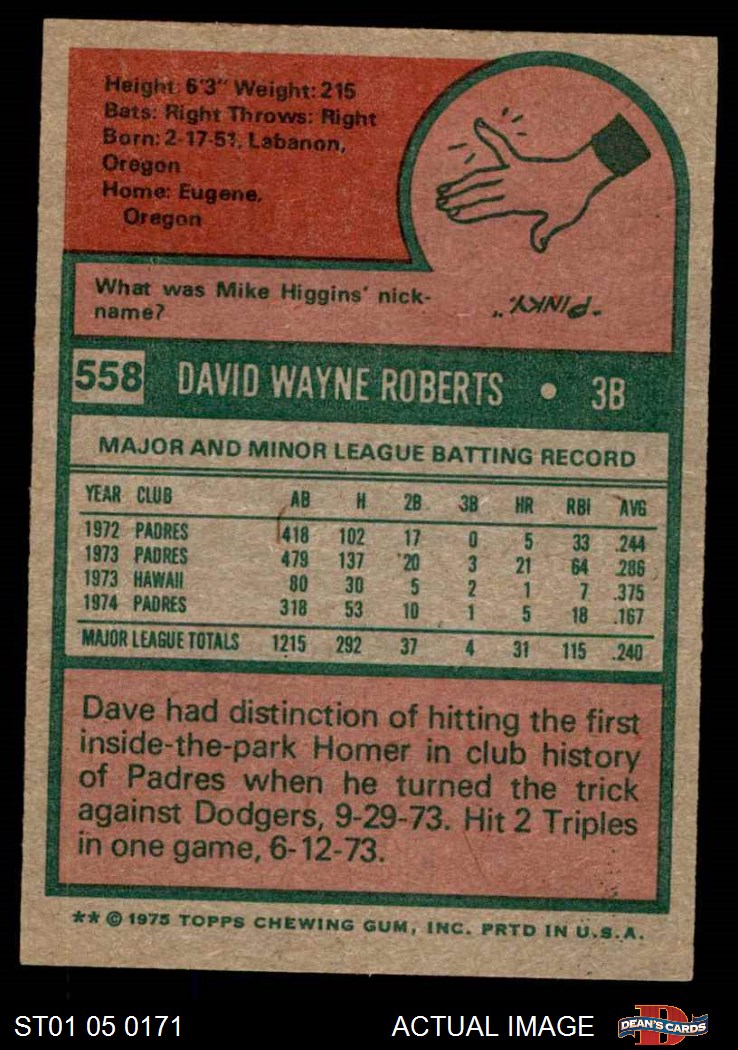 Height: 6'3" Weight: 215
Bats: Right Throws: Right
Born: 2-17-51, Labanon,
Oregon
Home: Eugene,
Oregon
"PINKY."
What was Mike Higgins' nick-
name?
558 DAVID WAYNE ROBERTS • 3B
MAJOR AND MINOR LEAGUE BATTING RECORD
YEAR CLUB AB H 2B 3B HR RBI AVG
1972 PADRES 418 102 17 0 5 33 .244
1973 PADRES 479 137 20 3 21 64 .286
1973 HAWAII 80 30 5 2 1 7 .375
1974 PADRES 318 53 10 1 5 18 .167
MAJOR LEAGUE TOTALS 1215 292 37 4 31 115 .240
Dave had distinction of hitting the first
inside-the-park Homer in club history
of Padres when he turned the trick
against Dodgers, 9-29-73. Hit 2 Triples
in one game, 6-12-73.
** © 1975 TOPPS CHEWING GUM, INC. PRTD IN U.S.A.
ST01 05 0171 ACTUAL IMAGE DEAN'S CARDS